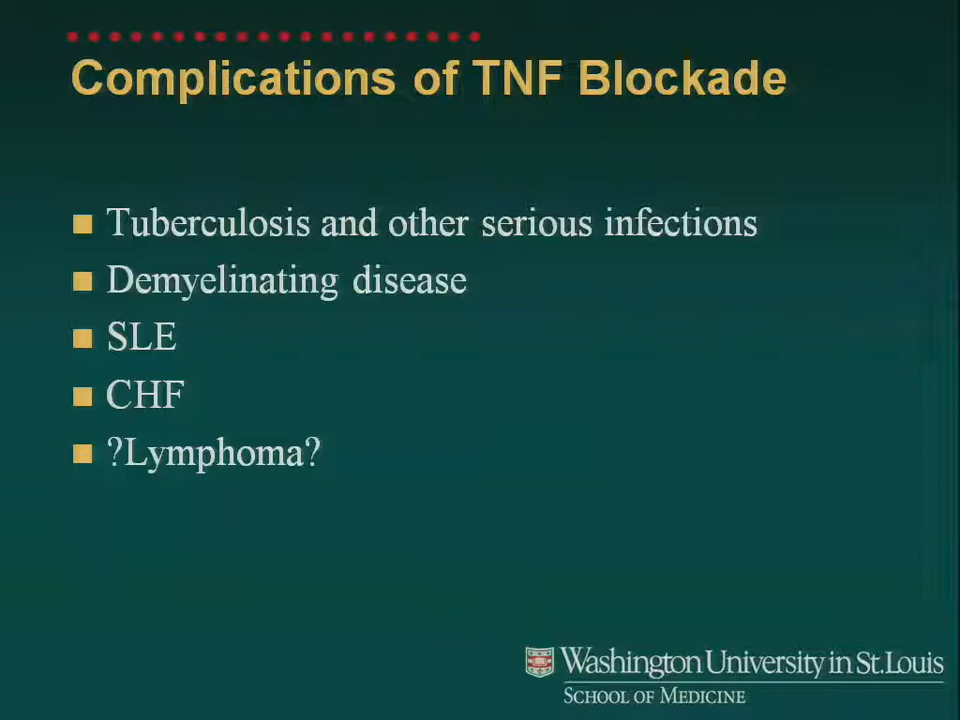 Complications of TNF Blockade
Tuberculosis and other serious infections
Demyelinating disease
SLE
CHF
?Lymphoma?
Washington University in St. Louis
SCHOOL OF MEDICINE